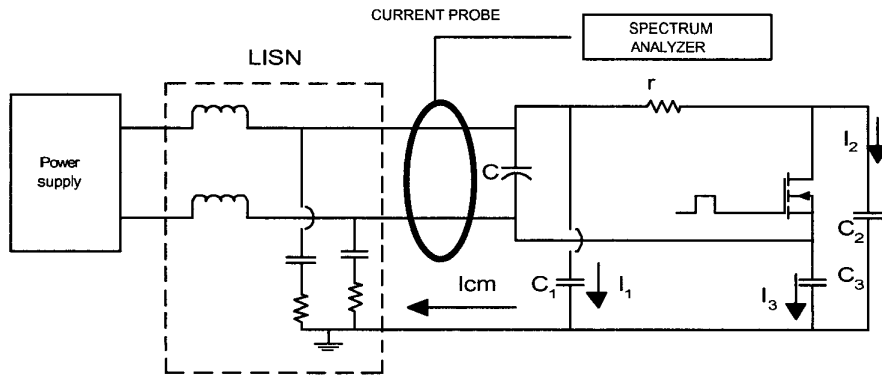 CURRENT PROBE
SPECTRUM
ANALYZER
LISN
r
Power
supply
I2
C
C2
Icm
C1
I1
I3
C3